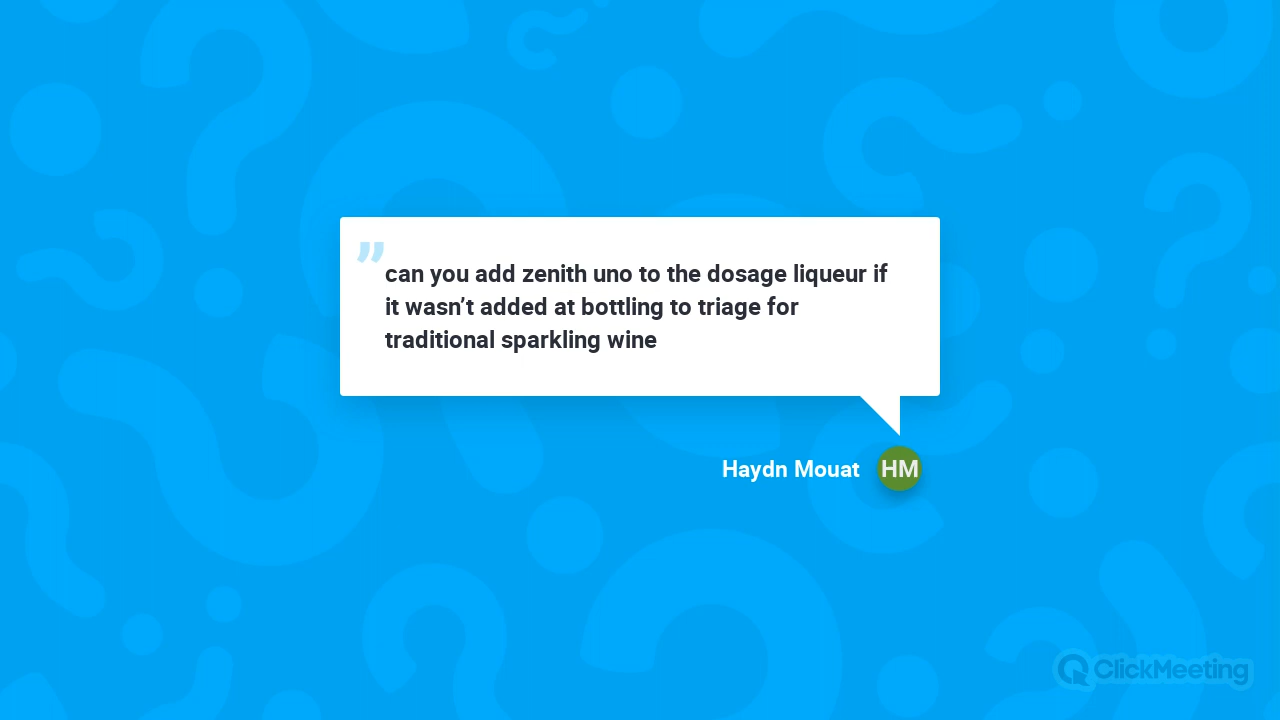 can you add zenith uno to the dosage liqueur if
it wasn’t added at bottling to triage for
traditional sparkling wine
Haydn Mouat
HM
ClickMeeting